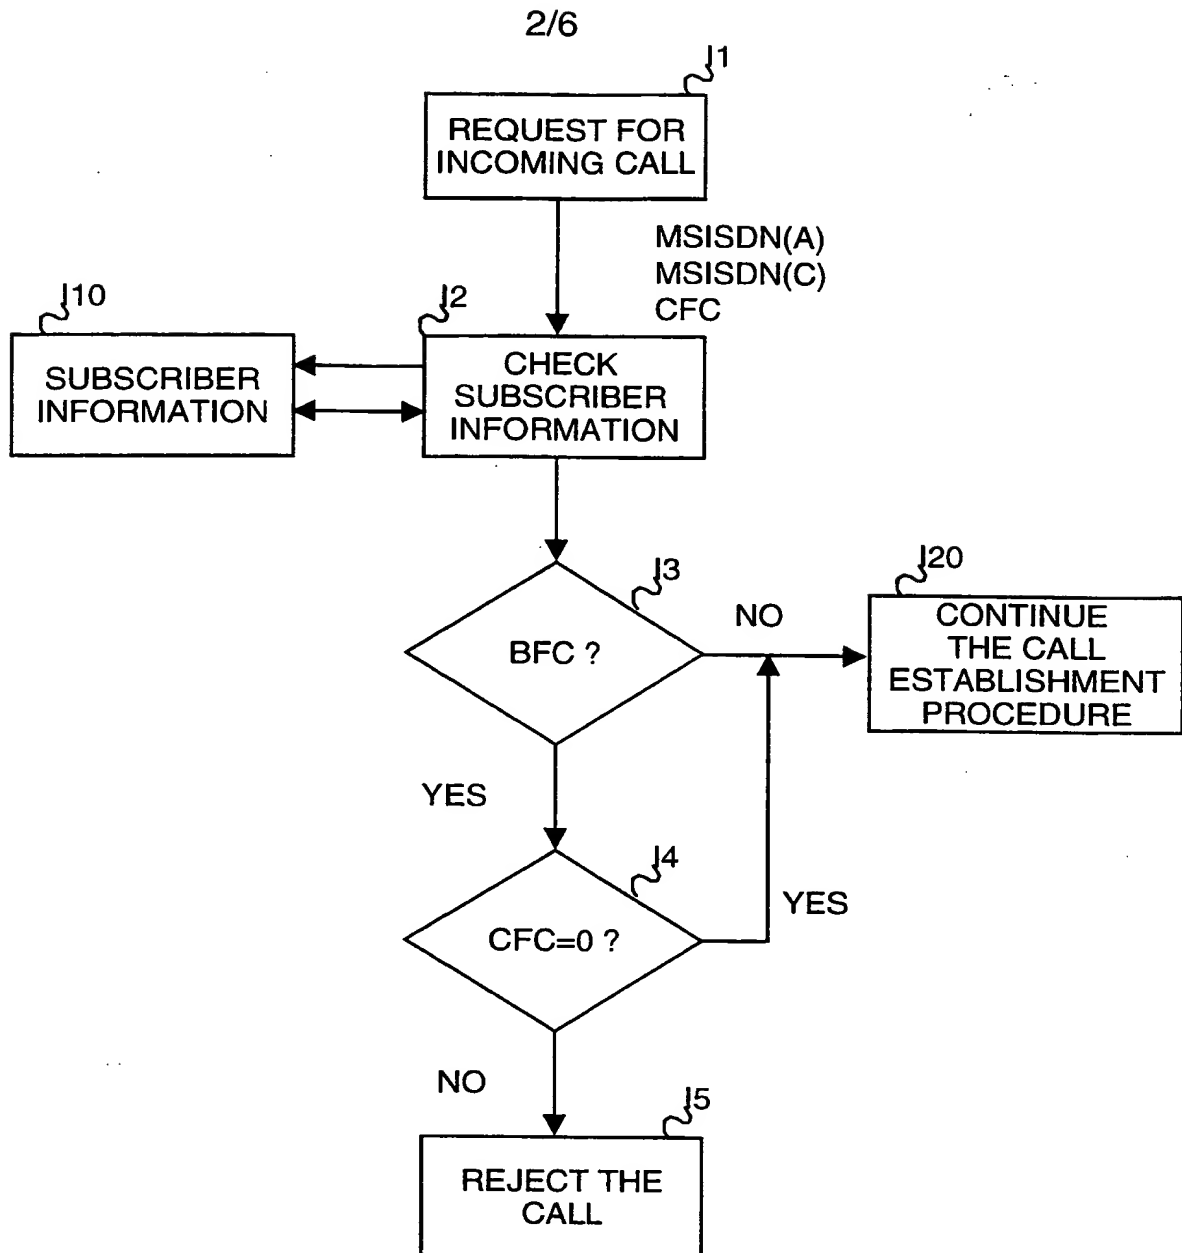 2/6
I1
REQUEST FOR
INCOMING CALL
MSISDN(A)
MSISDN(C)
CFC
I10
I2
SUBSCRIBER
INFORMATION
CHECK
SUBSCRIBER
INFORMATION
I3
BFC ?
NO
I20
CONTINUE
THE CALL
ESTABLISHMENT
PROCEDURE
YES
I4
CFC=0 ?
YES
NO
I5
REJECT THE
CALL